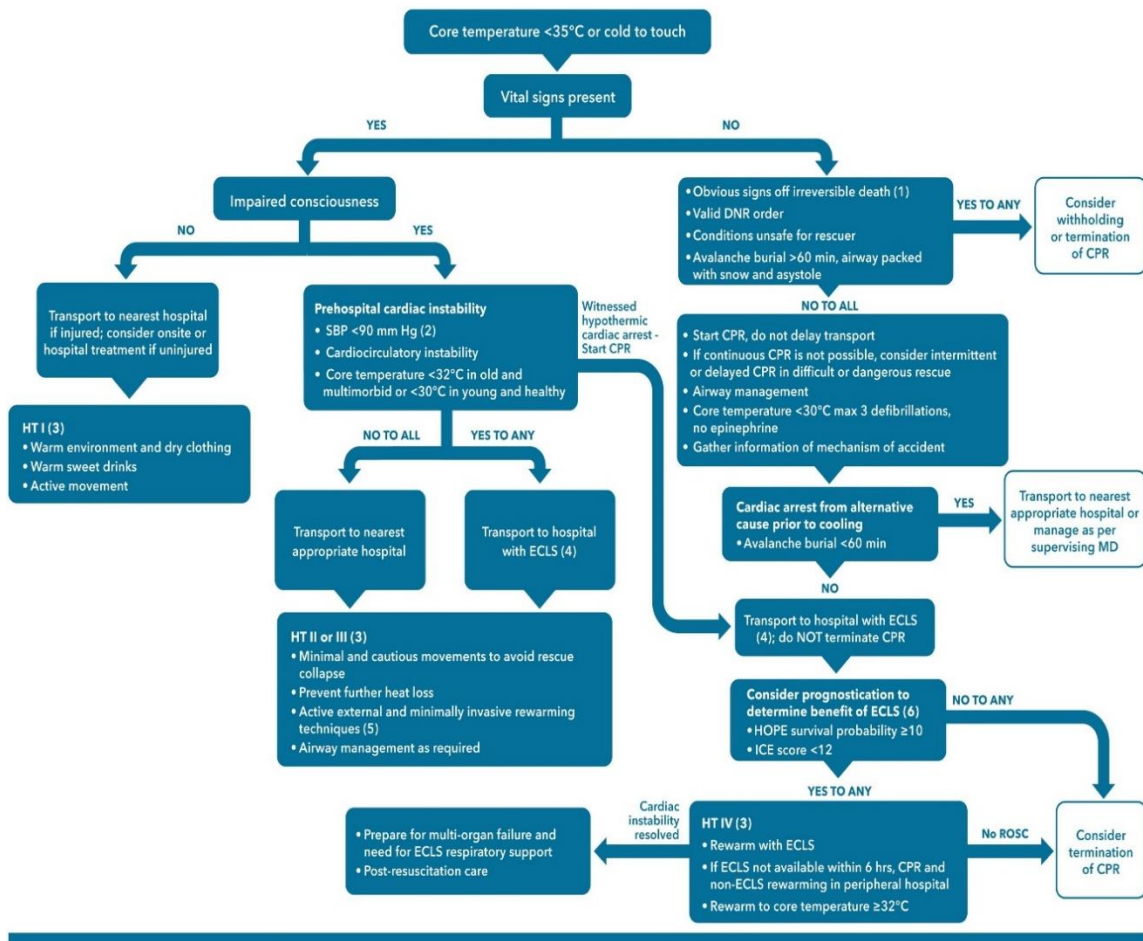 Core temperature <35°C or cold to touch
Vital signs present
YES
NO
Impaired consciousness
NO
YES
• Obvious signs off irreversible death (1)
• Valid DNR order
• Conditions unsafe for rescuer
• Avalanche burial >60 min, airway packed
with snow and asystole
YES TO ANY
Consider
withholding
or termination
of CPR
Transport to nearest hospital
if injured; consider onsite or
hospital treatment if uninjured
Prehospital cardiac instability
• SBP <90 mm Hg (2)
• Cardiocirculatory instability
• Core temperature <32°C in old and
multimorbid or <30°C in young and healthy
Witnessed
hypothermic
cardiac arrest -
Start CPR
NO TO ALL
• Start CPR, do not delay transport
• If continuous CPR is not possible, consider intermittent
or delayed CPR in difficult or dangerous rescue
• Airway management
• Core temperature <30°C max 3 defibrillations,
no epinephrine
• Gather information of mechanism of accident
HT I (3)
• Warm environment and dry clothing
• Warm sweet drinks
• Active movement
NO TO ALL
YES TO ANY
Transport to nearest
appropriate hospital
Transport to hospital
with ECLS (4)
Cardiac arrest from alternative
cause prior to cooling
• Avalanche burial <60 min
YES
Transport to nearest
appropriate hospital or
manage as per
supervising MD
NO
HT II or III (3)
• Minimal and cautious movements to avoid rescue
collapse
• Prevent further heat loss
• Active external and minimally invasive rewarming
techniques (5)
• Airway management as required
Transport to hospital with ECLS
(4); do NOT terminate CPR
Consider prognostication to
determine benefit of ECLS (6)
• HOPE survival probability ≥10
• ICE score <12
NO TO ANY
YES TO ANY
HT IV (3)
• Rewarm with ECLS
• If ECLS not available within 6 hrs, CPR and
non-ECLS rewarming in peripheral hospital
• Rewarm to core temperature ≥32°C
Cardiac
instability
resolved
• Prepare for multi-organ failure and
need for ECLS respiratory support
• Post-resuscitation care
No ROSC
Consider
termination
of CPR